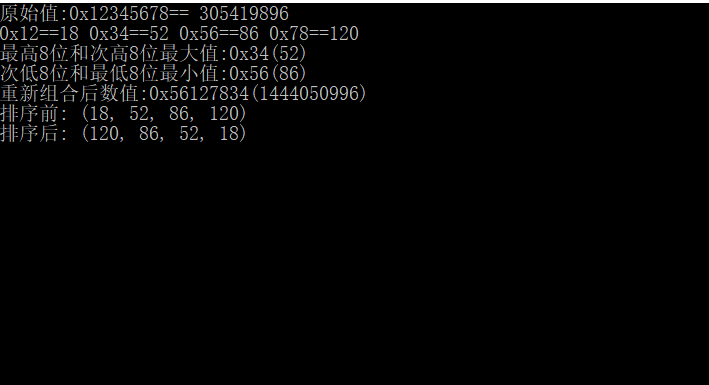 原始值:0x12345678== 305419896
0x12==18 0x34==52 0x56==86 0x78==120
最高8位和次高8位最大值:0x34(52)
次低8位和最低8位最小值:0x56(86)
重新组合后数值:0x56127834(1444050996)
排序前: (18, 52, 86, 120)
排序后: (120, 86, 52, 18)